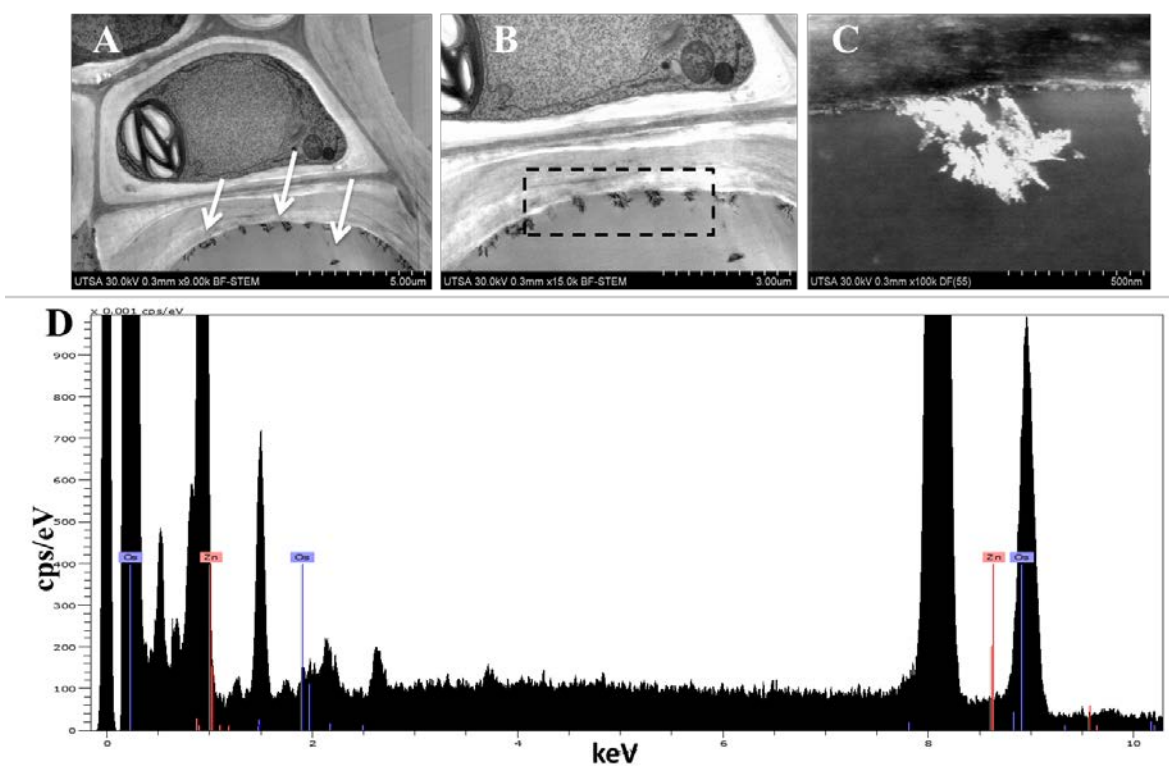 A
B
C
UTSA 30.0kV 0.3mm x9.00k BF-STEM 5.00um
UTSA 30.0kV 0.3mm x15.0k BF-STEM 3.00um
UTSA 30.0kV 0.3mm x100k DF(55) 500nm
D
x 0.001 cps/eV
900
800
700
600
500
400
300
200
100
0
cps/eV
Os
Zn
Os
Zn
Os
0
2
4
6
8
10
keV